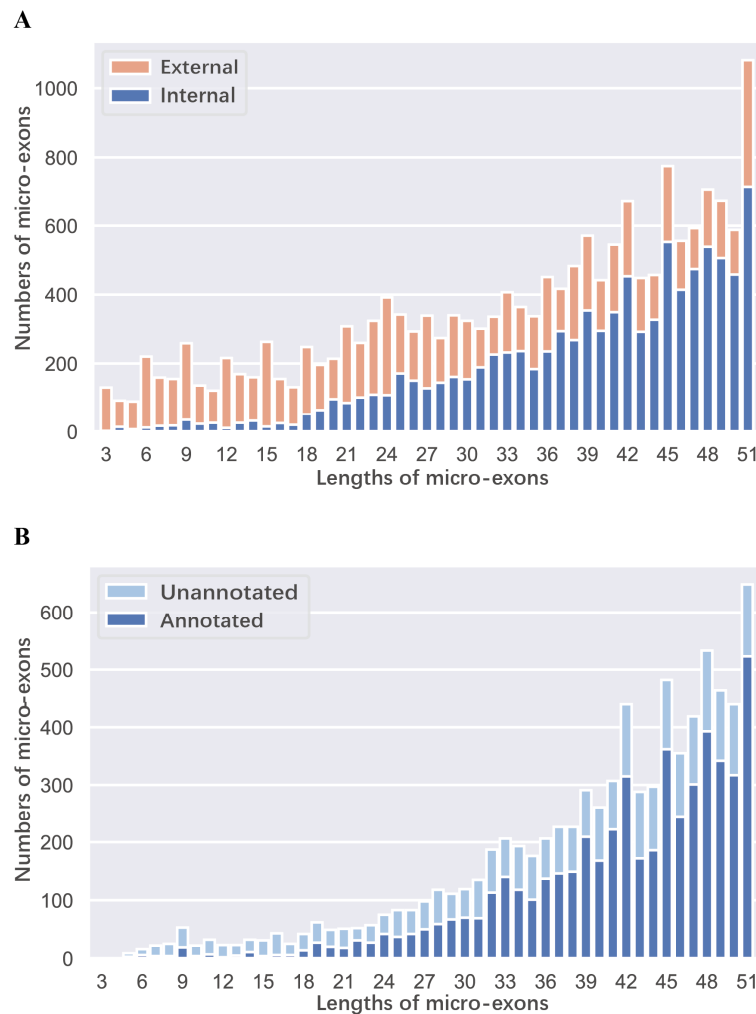 A
Numbers of micro-exons
External
Internal
1000
800
600
400
200
0
3 6 9 12 15 18 21 24 27 30 33 36 39 42 45 48 51
Lengths of micro-exons
B
Numbers of micro-exons
Unannotated
Annotated
600
500
400
300
200
100
0
3 6 9 12 15 18 21 24 27 30 33 36 39 42 45 48 51
Lengths of micro-exons